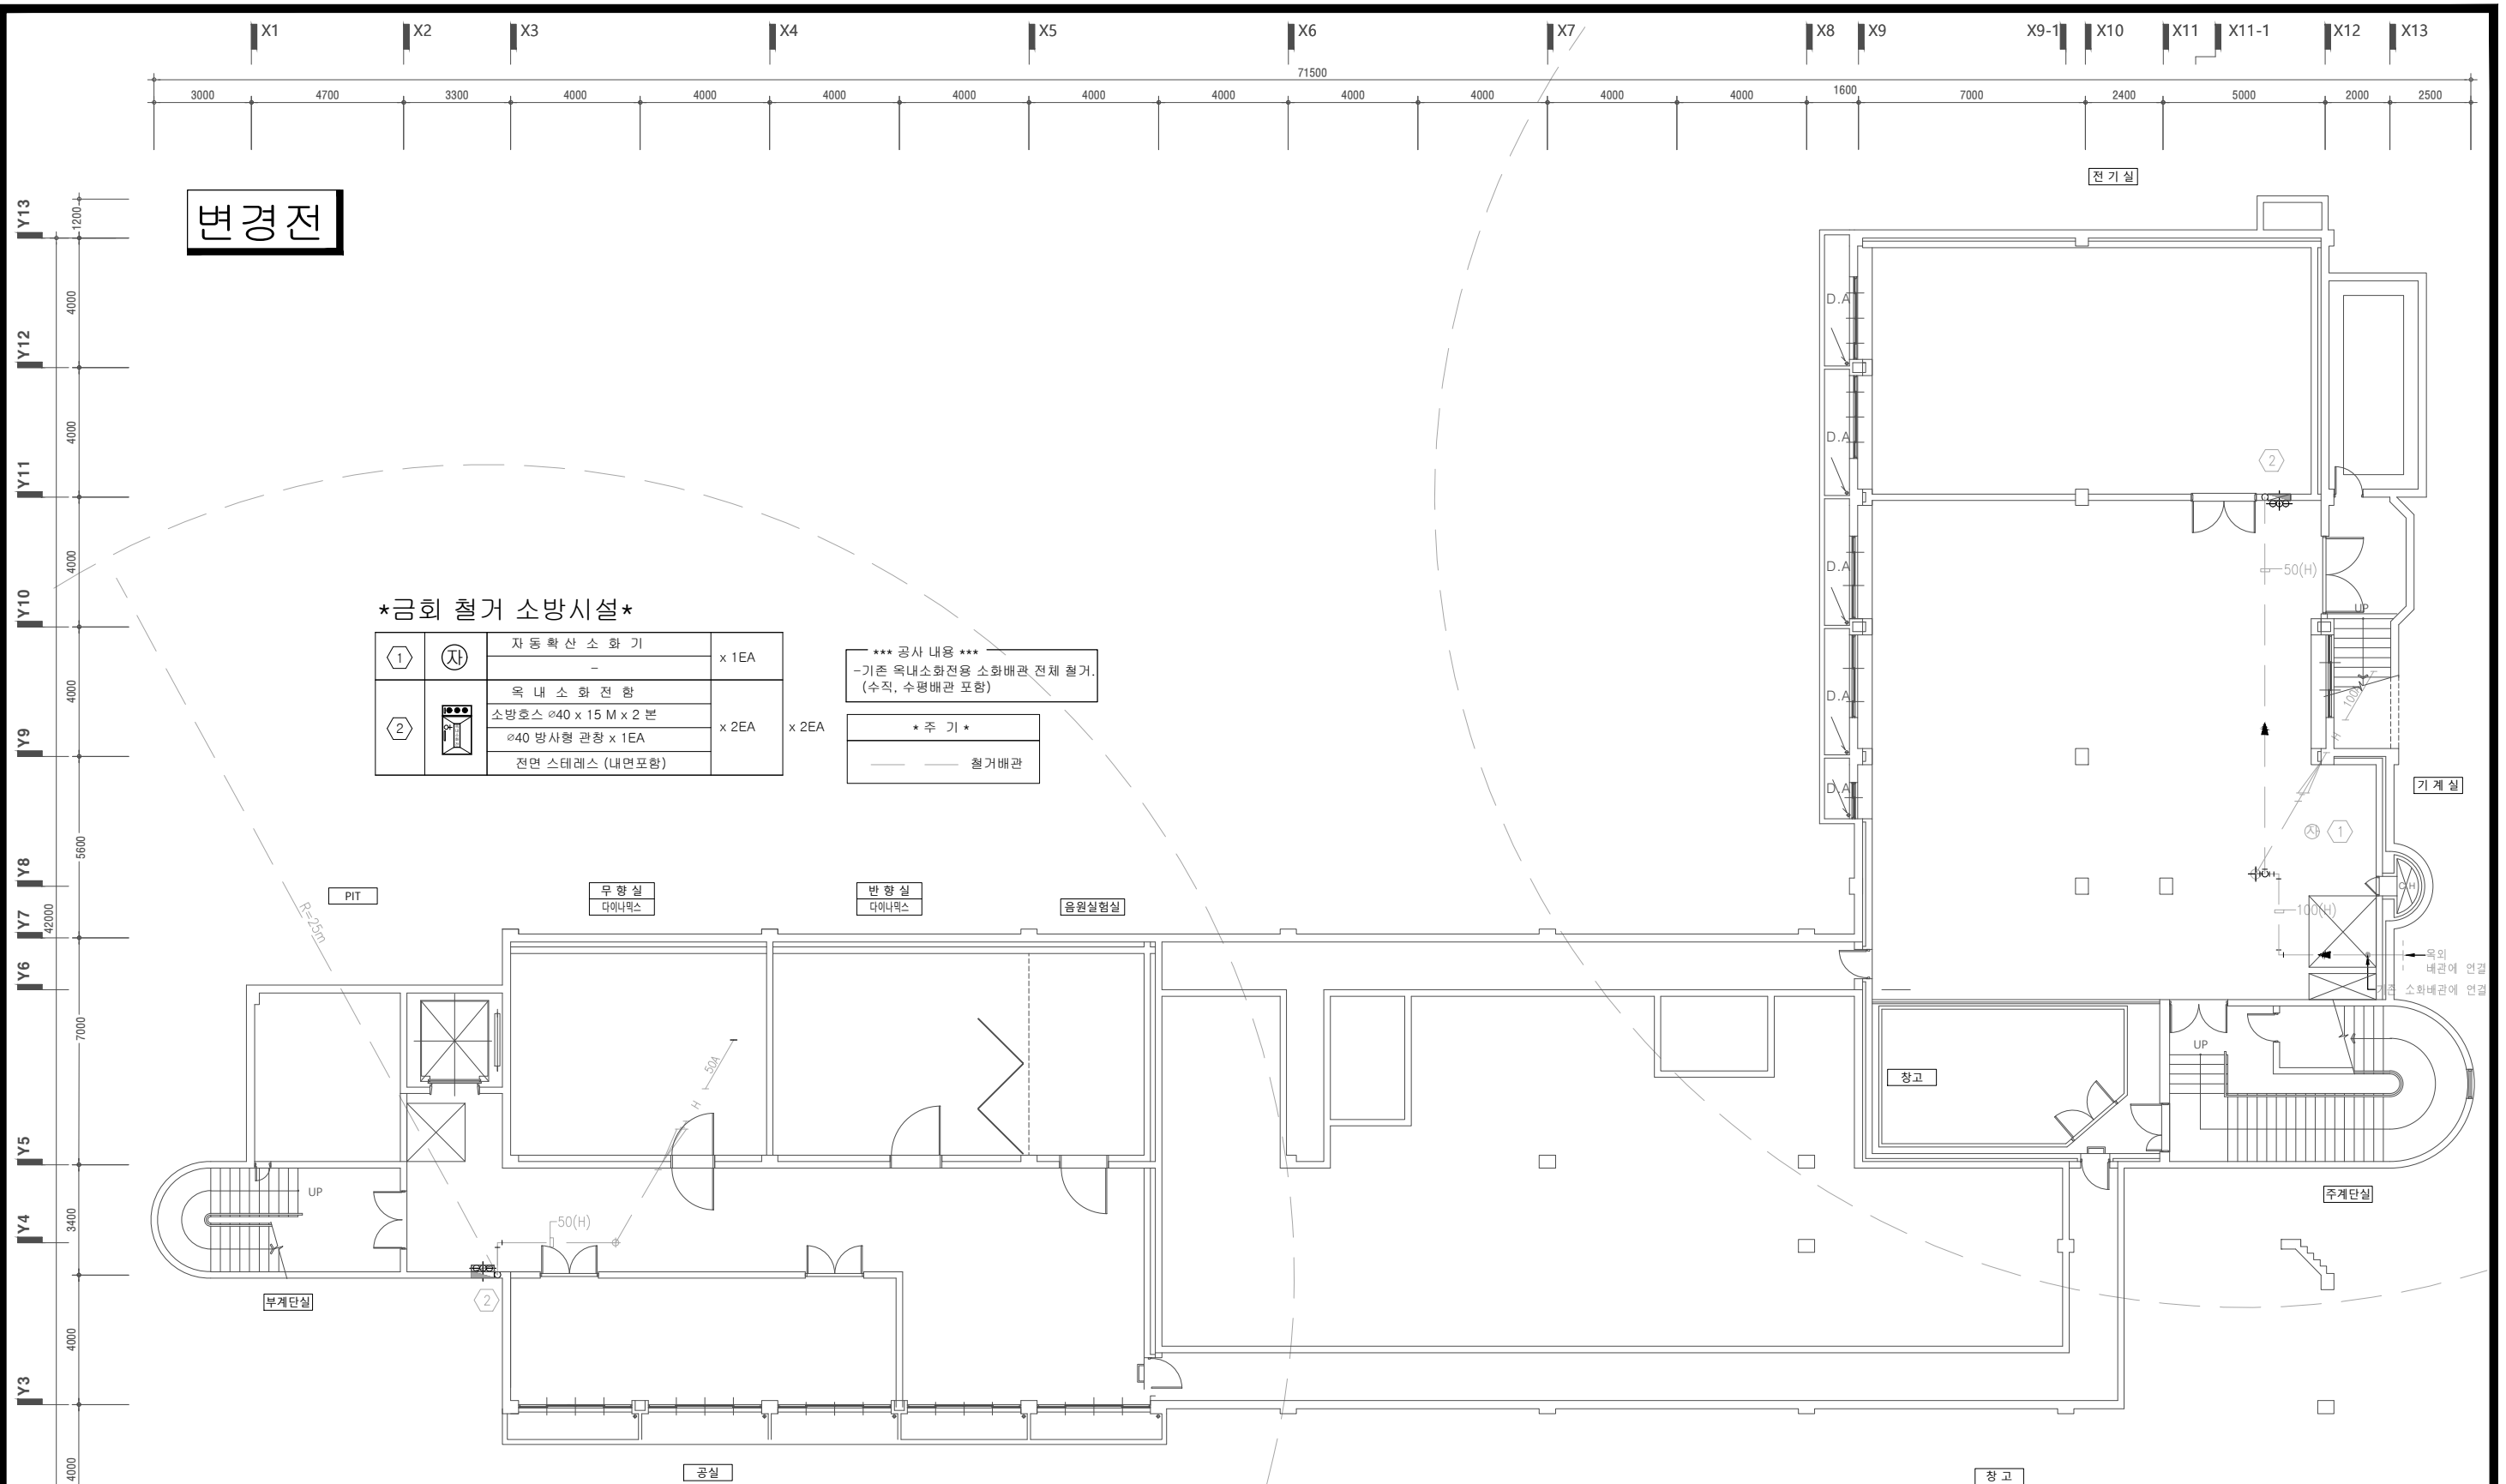 X1 X2 X3 X4 X5 X6 X7 X8 X9 X9-1 X10 X11 X11-1 X12 X13
71500
3000 4700 3300 4000 4000 4000 4000 4000 4000 4000 4000 4000 4000 1600 7000 2400 5000 2000 2500
변경전
전 기 실
Y13
1200
4000
Y12
4000
Y11
4000
Y10
4000
Y9
5600
Y8
Y7
42000
Y6
7000
Y5
3400
Y4
4000
Y3
4000
D.A
D.A
D.A
D.A
D.A
2
50(H)
UP
100A
H
기 계 실
자 1
100(H)
옥외
배관에 연결
기존 소화배관에 연결
*금회 철거 소방시설*
1 자 자 동 확 산 소 화 기 x 1EA
–
2 옥 내 소 화 전 함
소방호스 ⌀40 x 15 M x 2 본
x 2EA x 2EA
⌀40 방사형 관창 x 1EA
전면 스테레스 (내면포함)
*** 공사 내용 ***
-기존 옥내소화전용 소화배관 전체 철거.
(수직, 수평배관 포함)
* 주 기 *
철거배관
R=25m
PIT
무 향 실
다이나믹스
반 향 실
다이나믹스
음원실험실
50A
H
창고
UP
주계단실
UP
50(H)
2
부계단실
공실
창 고